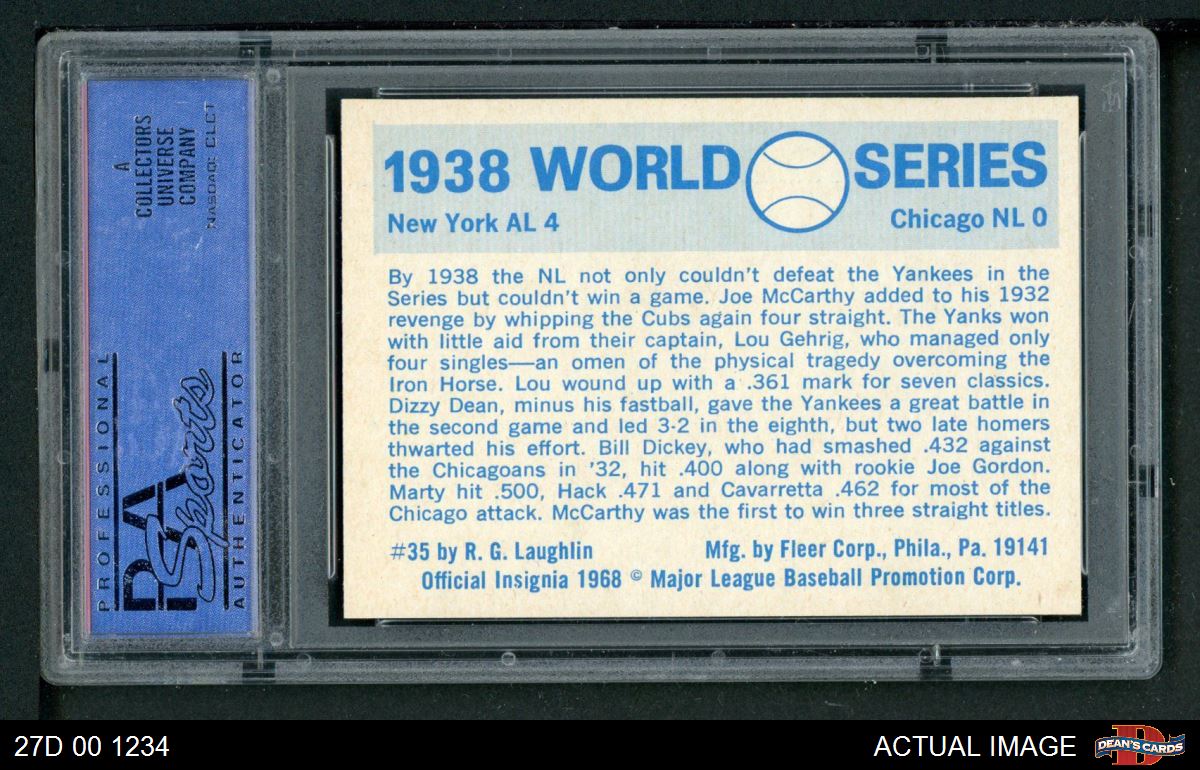 A
COLLECTORS
UNIVERSE
COMPANY
NASDAQ: CLCT
PROFESSIONAL
PSA
Sports
AUTHENTICATOR
1938 WORLD SERIES
New York AL 4 Chicago NL 0
By 1938 the NL not only couldn't defeat the Yankees in the
Series but couldn't win a game. Joe McCarthy added to his 1932
revenge by whipping the Cubs again four straight. The Yanks won
with little aid from their captain, Lou Gehrig, who managed only
four singles—an omen of the physical tragedy overcoming the
Iron Horse. Lou wound up with a .361 mark for seven classics.
Dizzy Dean, minus his fastball, gave the Yankees a great battle in
the second game and led 3-2 in the eighth, but two late homers
thwarted his effort. Bill Dickey, who had smashed .432 against
the Chicagoans in '32, hit .400 along with rookie Joe Gordon.
Marty hit .500, Hack .471 and Cavarretta .462 for most of the
Chicago attack. McCarthy was the first to win three straight titles.
#35 by R. G. Laughlin Mfg. by Fleer Corp., Phila., Pa. 19141
Official Insignia 1968 © Major League Baseball Promotion Corp.
27D 00 1234
ACTUAL IMAGE
D
DEAN'S CARDS